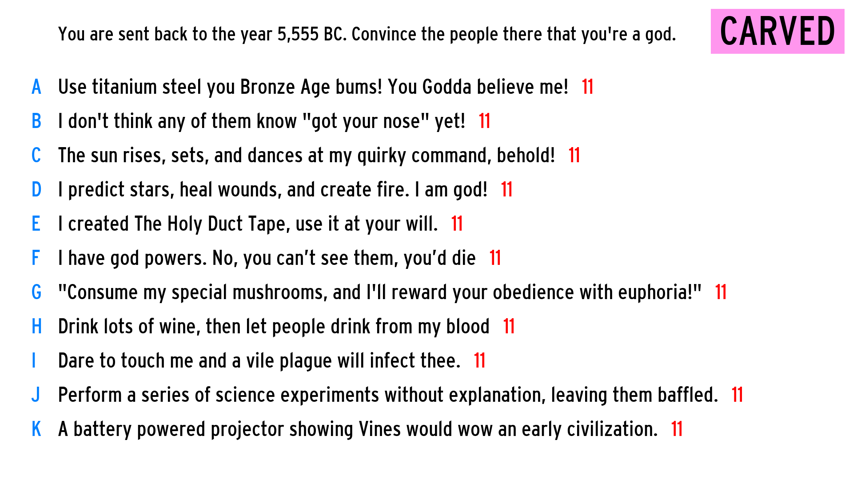 You are sent back to the year 5,555 BC. Convince the people there that you're a god.
CARVED
A Use titanium steel you Bronze Age bums! You Godda believe me! 11
B I don't think any of them know "got your nose" yet! 11
C The sun rises, sets, and dances at my quirky command, behold! 11
D I predict stars, heal wounds, and create fire. I am god! 11
E I created The Holy Duct Tape, use it at your will. 11
F I have god powers. No, you can’t see them, you’d die 11
G "Consume my special mushrooms, and I'll reward your obedience with euphoria!" 11
H Drink lots of wine, then let people drink from my blood 11
I Dare to touch me and a vile plague will infect thee. 11
J Perform a series of science experiments without explanation, leaving them baffled. 11
K A battery powered projector showing Vines would wow an early civilization. 11